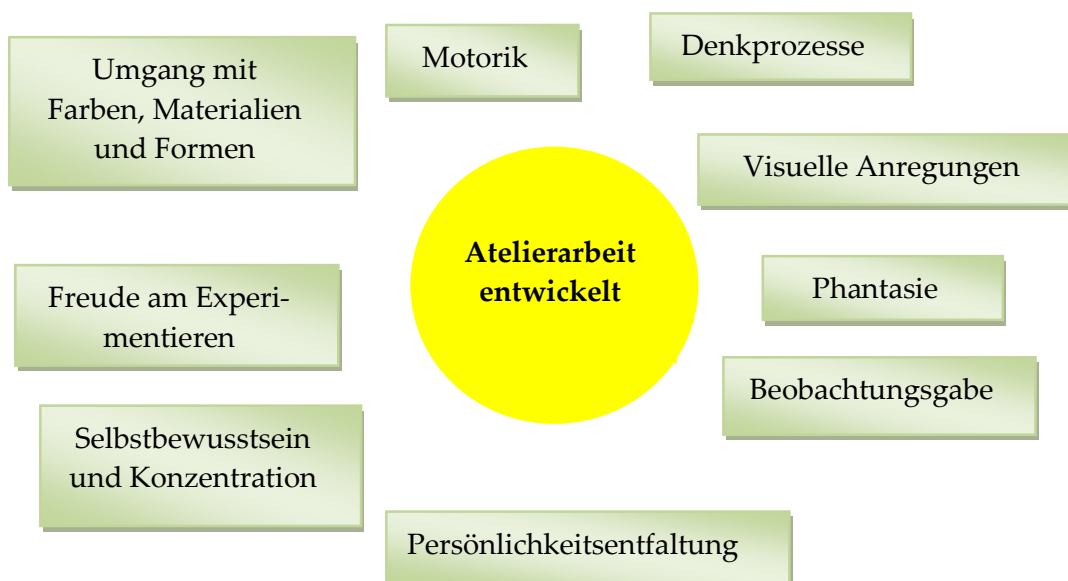 Umgang mit
Farben, Materialien
und Formen
Motorik
Denkprozesse
Visuelle Anregungen
Atelierarbeit
entwickelt
Phantasie
Freude am Experi-
mentieren
Beobachtungsgabe
Selbstbewusstsein
und Konzentration
Persönlichkeitsentfaltung